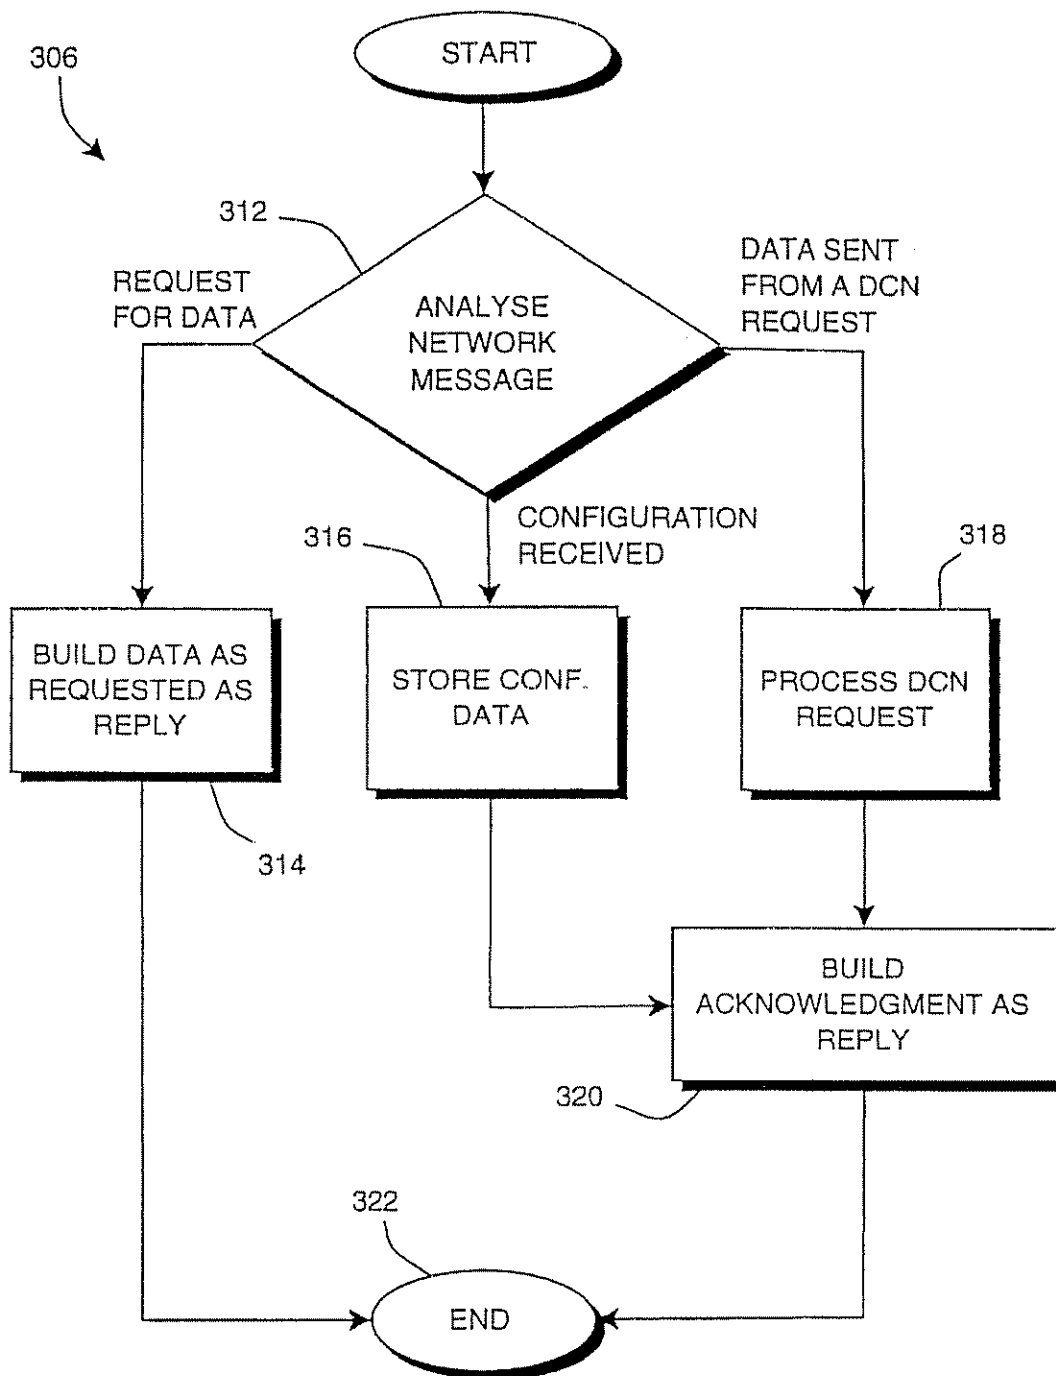 START
306
312
REQUEST
FOR DATA
ANALYSE
NETWORK
MESSAGE
DATA SENT
FROM A DCN
REQUEST
CONFIGURATION
RECEIVED
316
318
BUILD DATA AS
REQUESTED AS
REPLY
STORE CONF.
DATA
PROCESS DCN
REQUEST
314
BUILD
ACKNOWLEDGMENT AS
REPLY
320
322
END